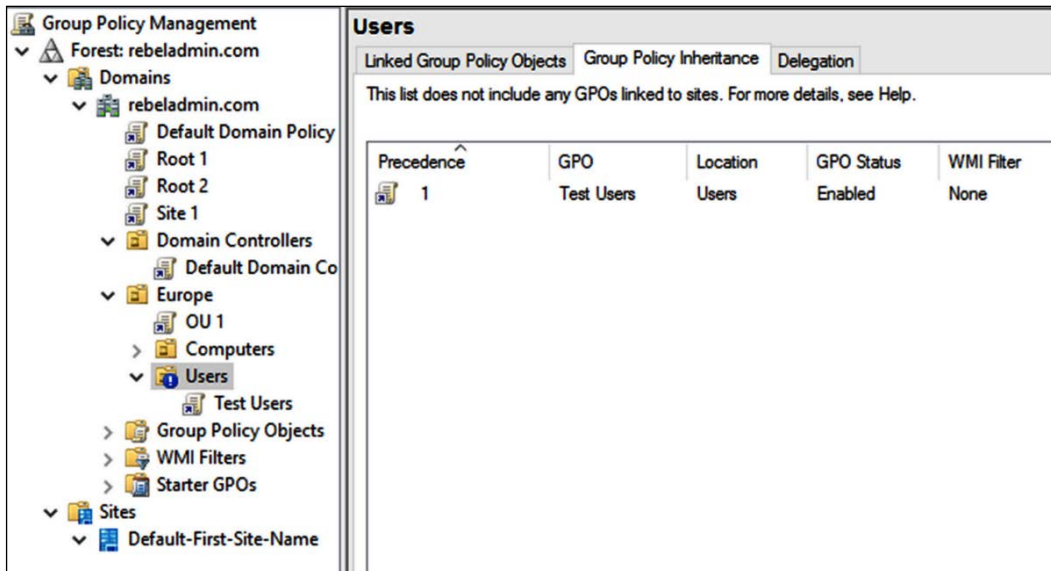 Group Policy Management
Forest: rebeladmin.com
Domains
rebeladmin.com
Default Domain Policy
Root 1
Root 2
Site 1
Domain Controllers
Default Domain Co
Europe
OU 1
Computers
Users
Test Users
Group Policy Objects
WMI Filters
Starter GPOs
Sites
Default-First-Site-Name
Users
Linked Group Policy Objects Group Policy Inheritance Delegation
This list does not include any GPOs linked to sites. For more details, see Help.
Precedence GPO Location GPO Status WMI Filter
1 Test Users Users Enabled None